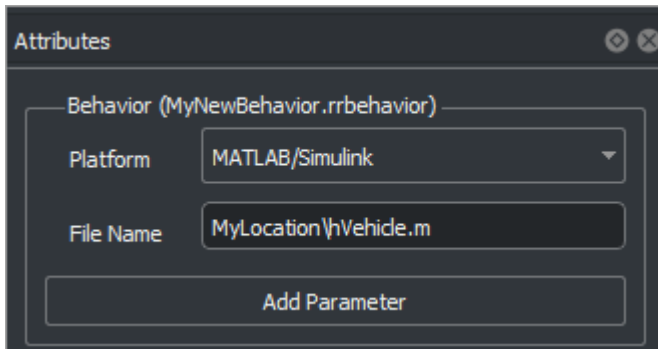 Attributes
Behavior (MyNewBehavior.rrbehavior)
Platform MATLAB/Simulink
File Name MyLocation\hVehicle.m
Add Parameter